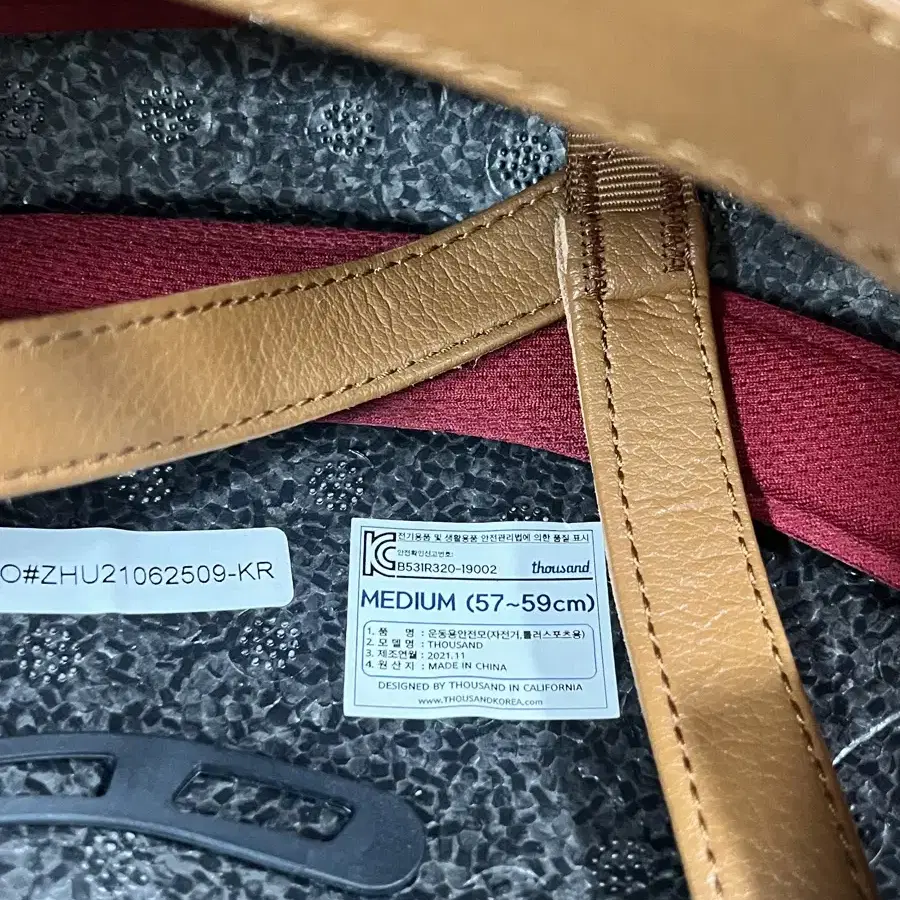 O#ZHU21062509-KR
KC 전기용품 및 생활용품 안전관리법에 의한 품질 표시
안전확인신고번호:
B531R320-19002 thousand
MEDIUM (57~59cm)
1. 품 명 : 운동용안전모(자전거,롤러스포츠용)
2. 모 델 명 : THOUSAND
3. 제조연월 : 2021.11
4. 원 산 지 : MADE IN CHINA
DESIGNED BY THOUSAND IN CALIFORNIA
www.THOUSANDKOREA.com